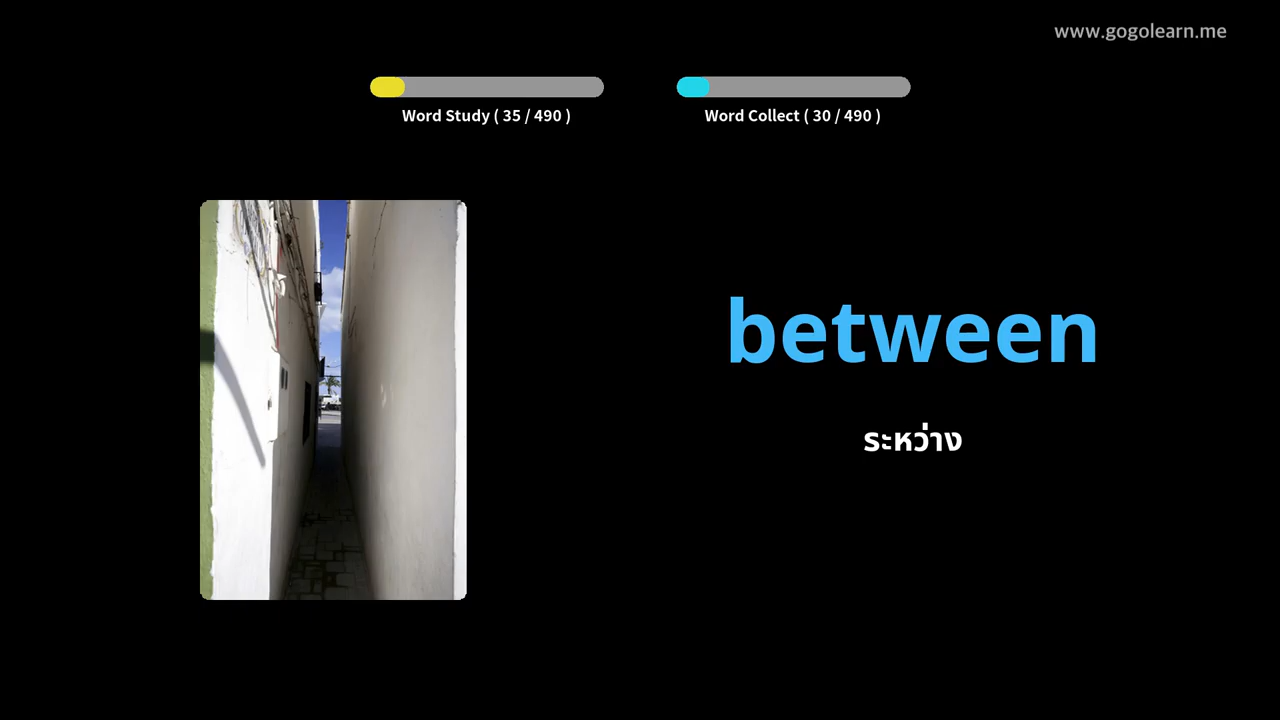 www.gogolearn.me
Word Study ( 35 / 490 )
Word Collect ( 30 / 490 )
between
ระหว่าง